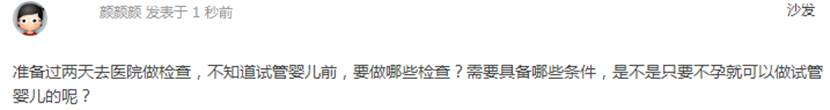 颜颜颜 发表于 1 秒前
沙发
准备过两天去医院做检查，不知道试管婴儿前，要做哪些检查？需要具备哪些条件，是不是只要不孕就可以做试管
婴儿的呢？